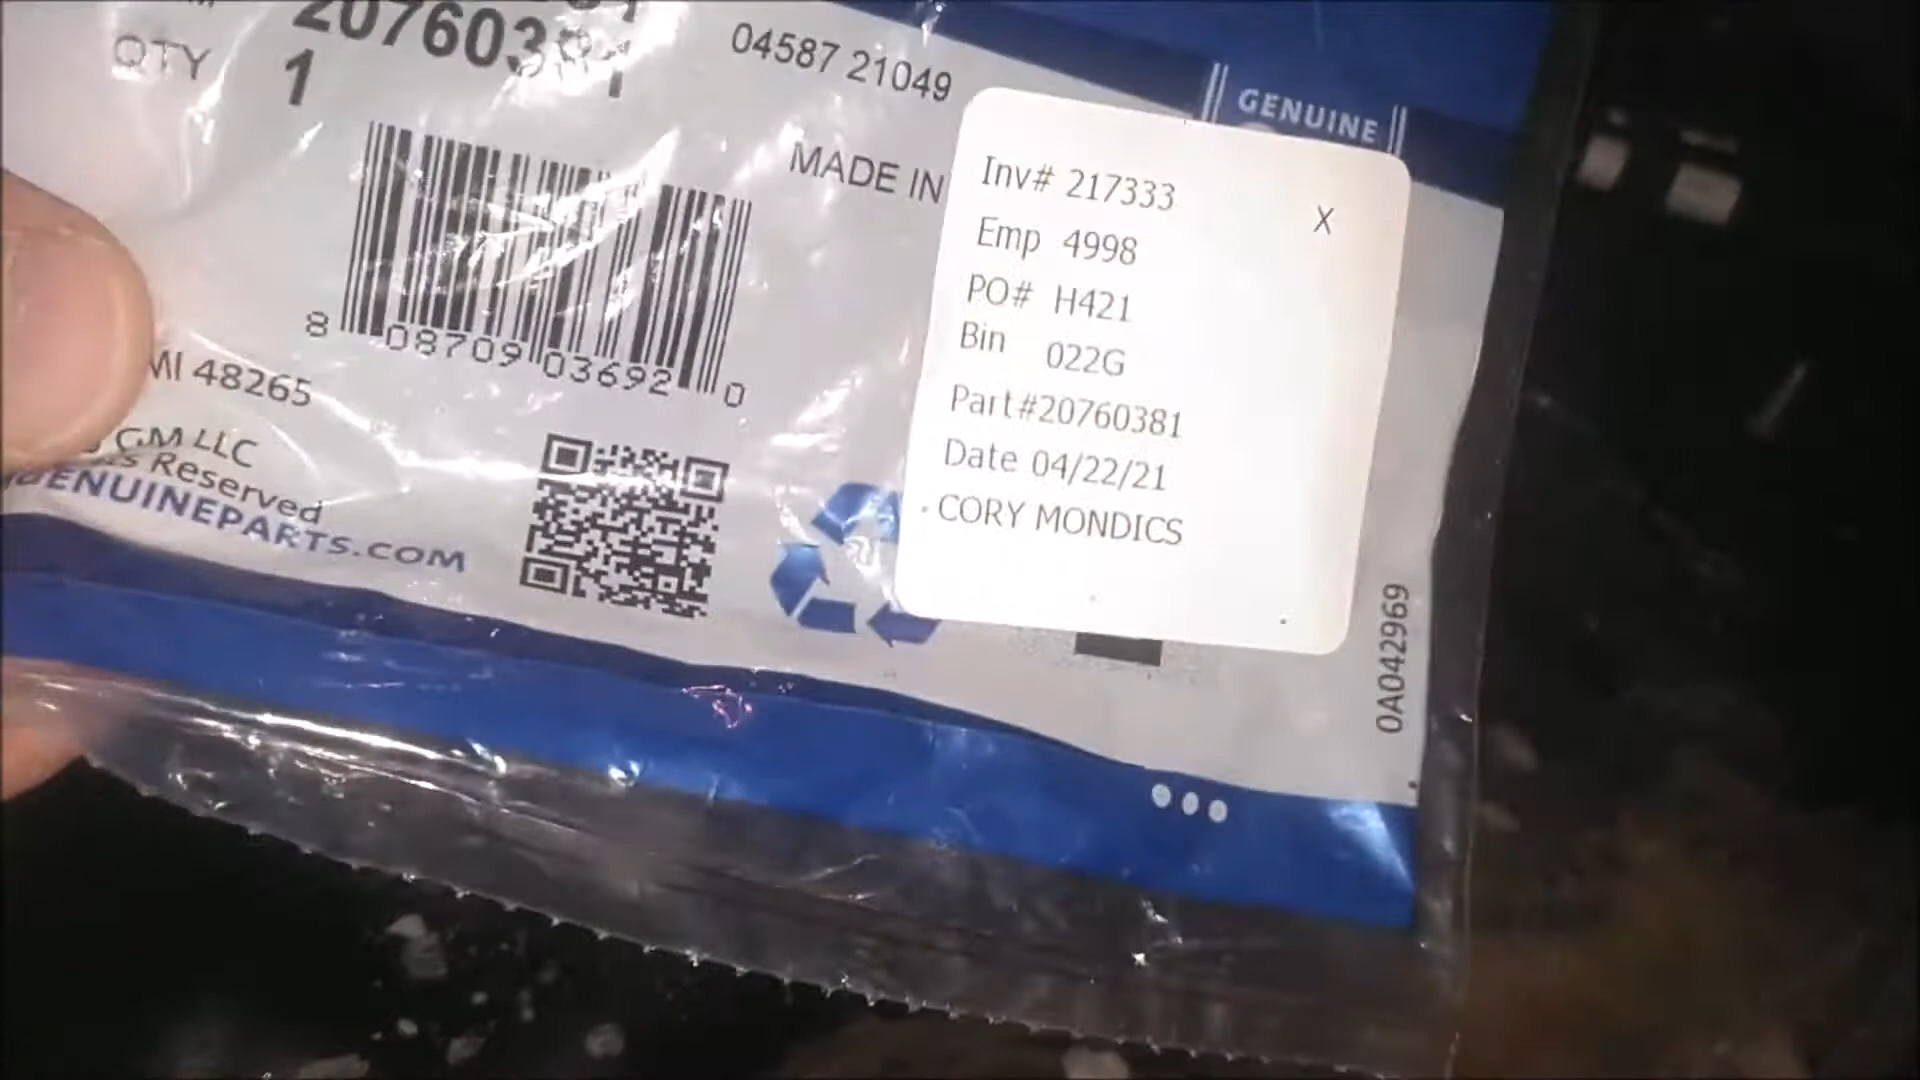 20760381
QTY 1
04587 21049
GENUINE
MADE IN
8 08709 03692 0
MI 48265
GM LLC
Reserved
GENUINEPARTS.COM
Inv# 217333 X
Emp 4998
PO# H421
Bin 022G
Part#20760381
Date 04/22/21
CORY MONDICS
0A042969